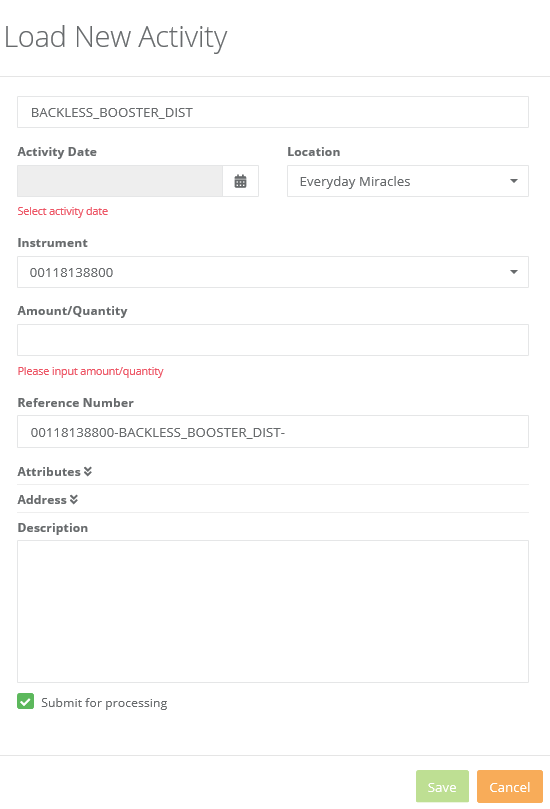 Load New Activity
BACKLESS_BOOSTER_DIST
Activity Date
Location
Everyday Miracles
Select activity date
Instrument
00118138800
Amount/Quantity
Please input amount/quantity
Reference Number
00118138800-BACKLESS_BOOSTER_DIST-
Attributes
Address
Description
Submit for processing
Save
Cancel